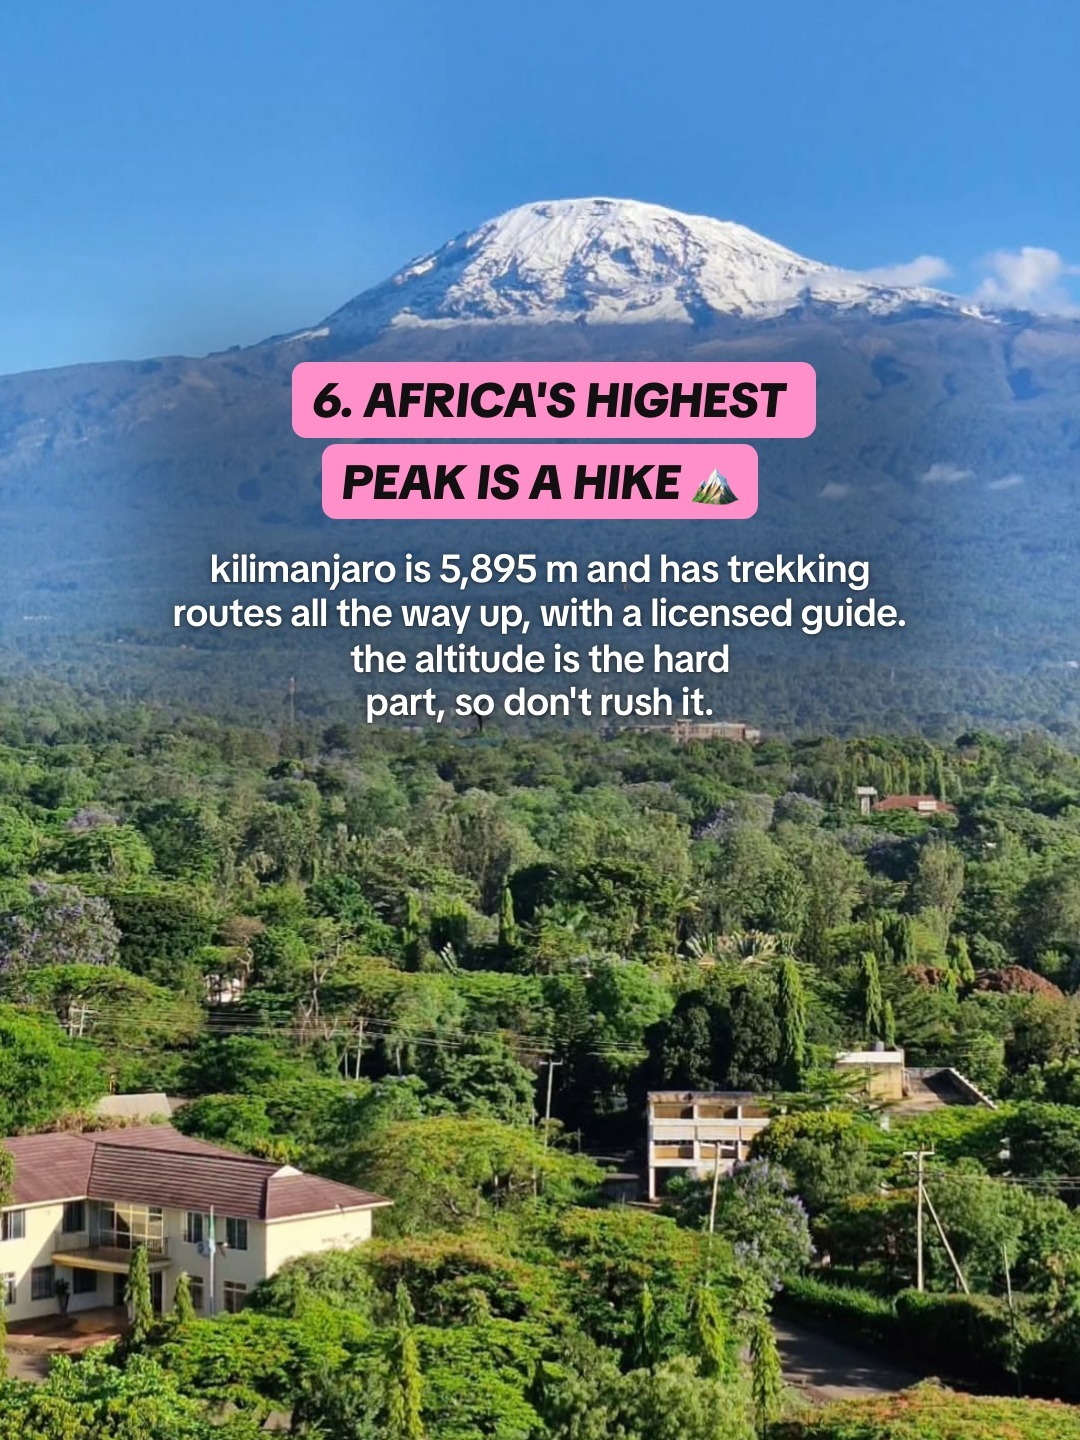 6. AFRICA'S HIGHEST
PEAK IS A HIKE ⛰️
kilimanjaro is 5,895 m and has trekking
routes all the way up, with a licensed guide.
the altitude is the hard
part, so don't rush it.